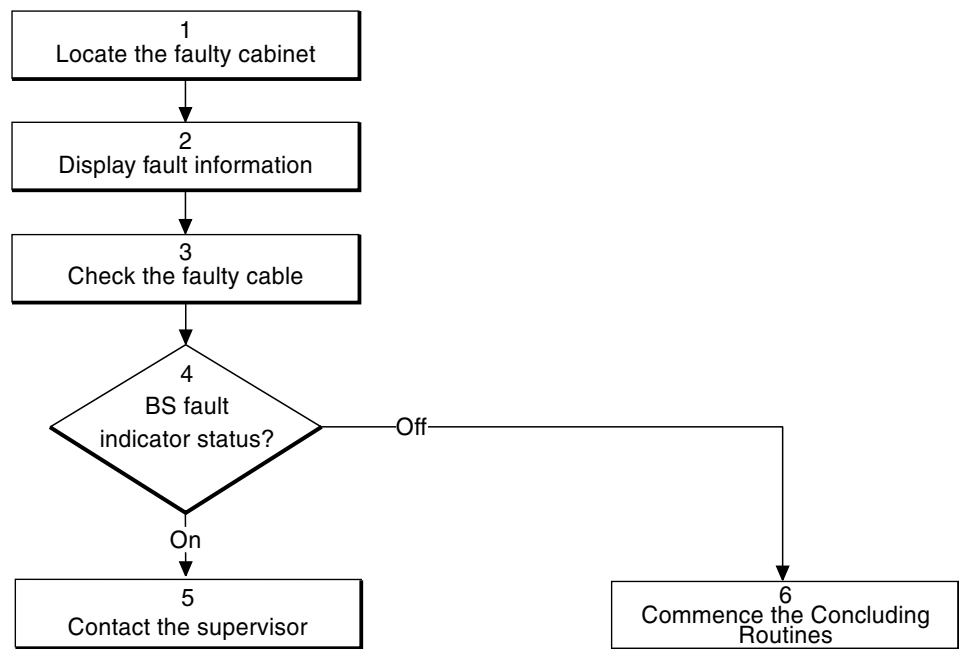 1
Locate the faulty cabinet
2
Display fault information
3
Check the faulty cable
4
BS fault
indicator status?
Off
On
5
Contact the supervisor
6
Commence the Concluding
Routines